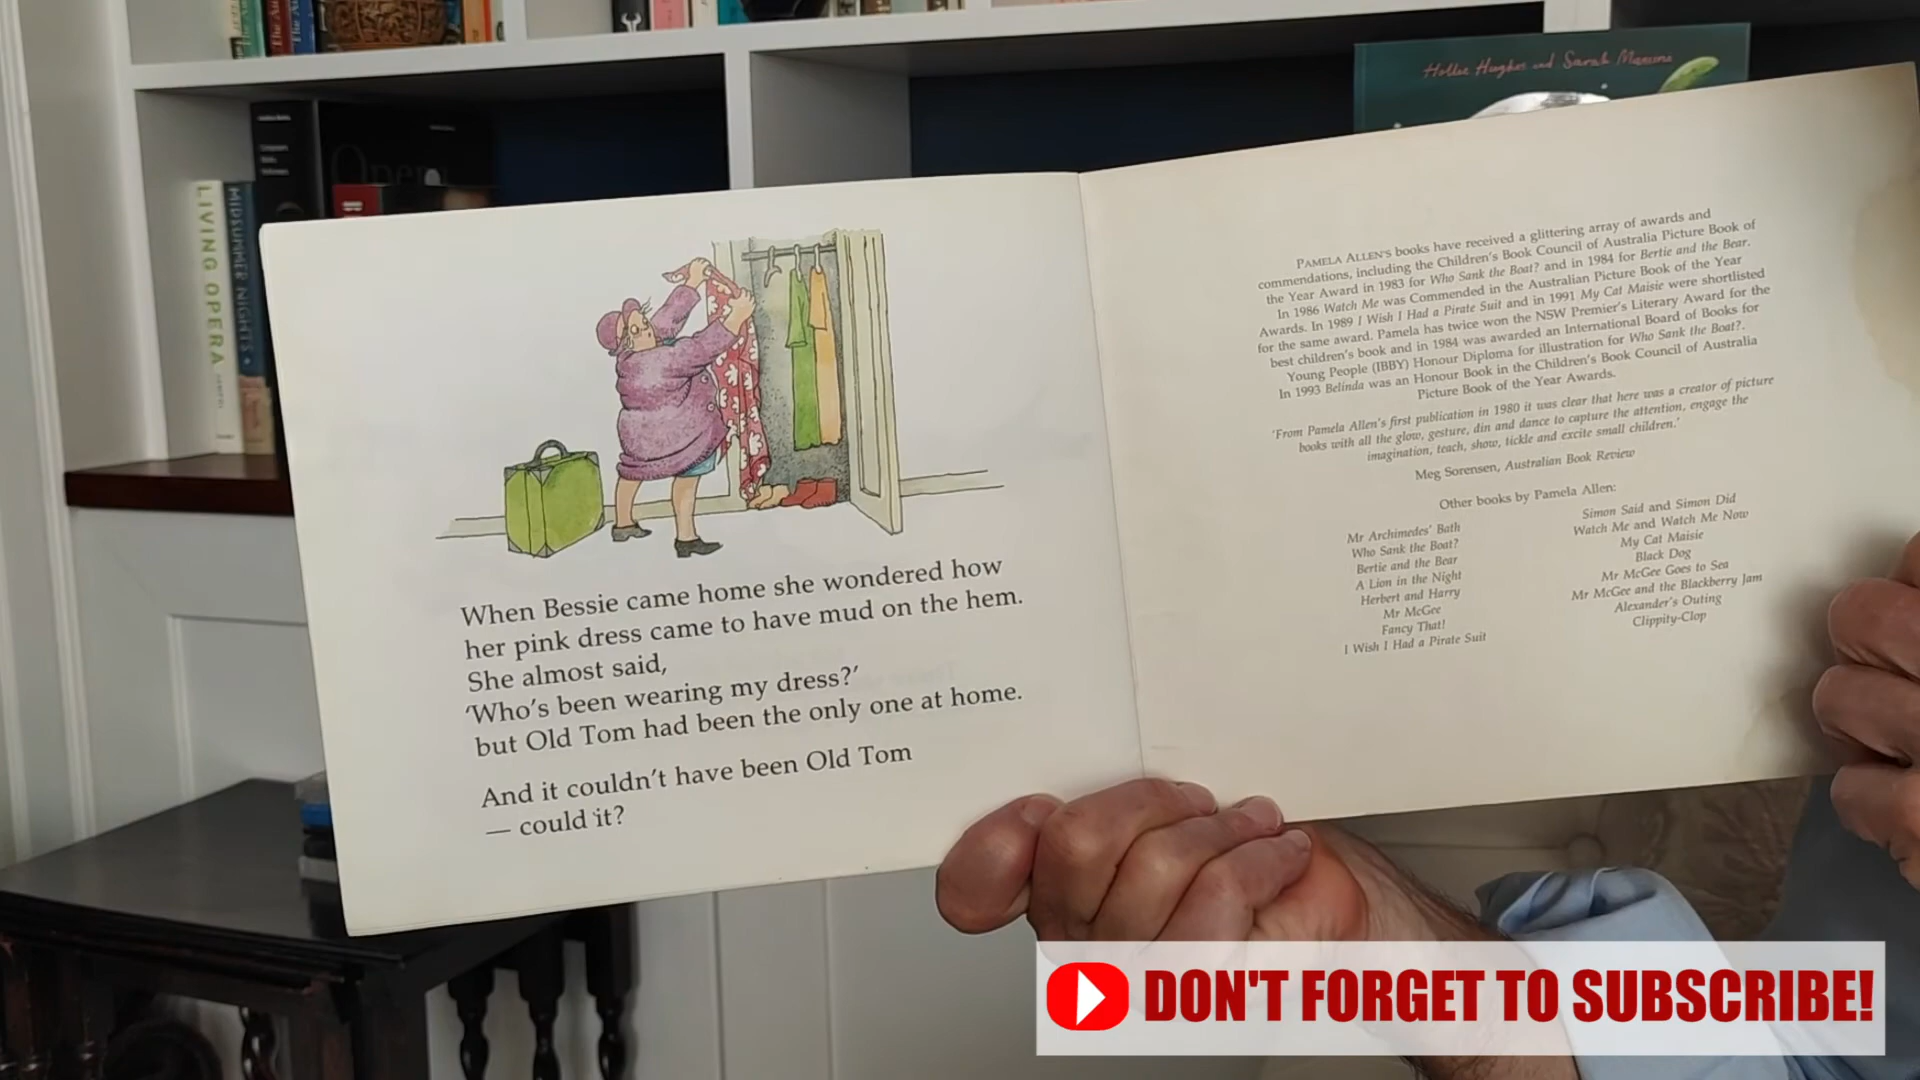 Hollie Hughes and Sarah Massini
Opera
LIVING OPERA
MIDSUMMER NIGHTS
When Bessie came home she wondered how
her pink dress came to have mud on the hem.
She almost said,
‘Who’s been wearing my dress?’
but Old Tom had been the only one at home.
And it couldn’t have been Old Tom
— could it?
PAMELA ALLEN’S books have received a glittering array of awards and
commendations, including the Children’s Book Council of Australia Picture Book of
the Year Award in 1983 for Who Sank the Boat? and in 1984 for Bertie and the Bear.
In 1986 Watch Me was Commended in the Australian Picture Book of the Year
Awards. In 1989 I Wish I Had a Pirate Suit and in 1991 My Cat Maisie were shortlisted
for the same award. Pamela has twice won the NSW Premier’s Literary Award for the
best children’s book and in 1984 was awarded an International Board of Books for
Young People (IBBY) Honour Diploma for illustration for Who Sank the Boat?.
In 1993 Belinda was an Honour Book in the Children’s Book Council of Australia
Picture Book of the Year Awards.
‘From Pamela Allen’s first publication in 1980 it was clear that here was a creator of picture
books with all the glow, gesture, din and dance to capture the attention, engage the
imagination, teach, show, tickle and excite small children.’
Meg Sorensen, Australian Book Review
Other books by Pamela Allen:
Mr Archimedes’ Bath
Who Sank the Boat?
Bertie and the Bear
A Lion in the Night
Herbert and Harry
Mr McGee
Fancy That!
I Wish I Had a Pirate Suit
Simon Said and Simon Did
Watch Me and Watch Me Now
My Cat Maisie
Black Dog
Mr McGee Goes to Sea
Mr McGee and the Blackberry Jam
Alexander’s Outing
Clippity-Clop
DON'T FORGET TO SUBSCRIBE!